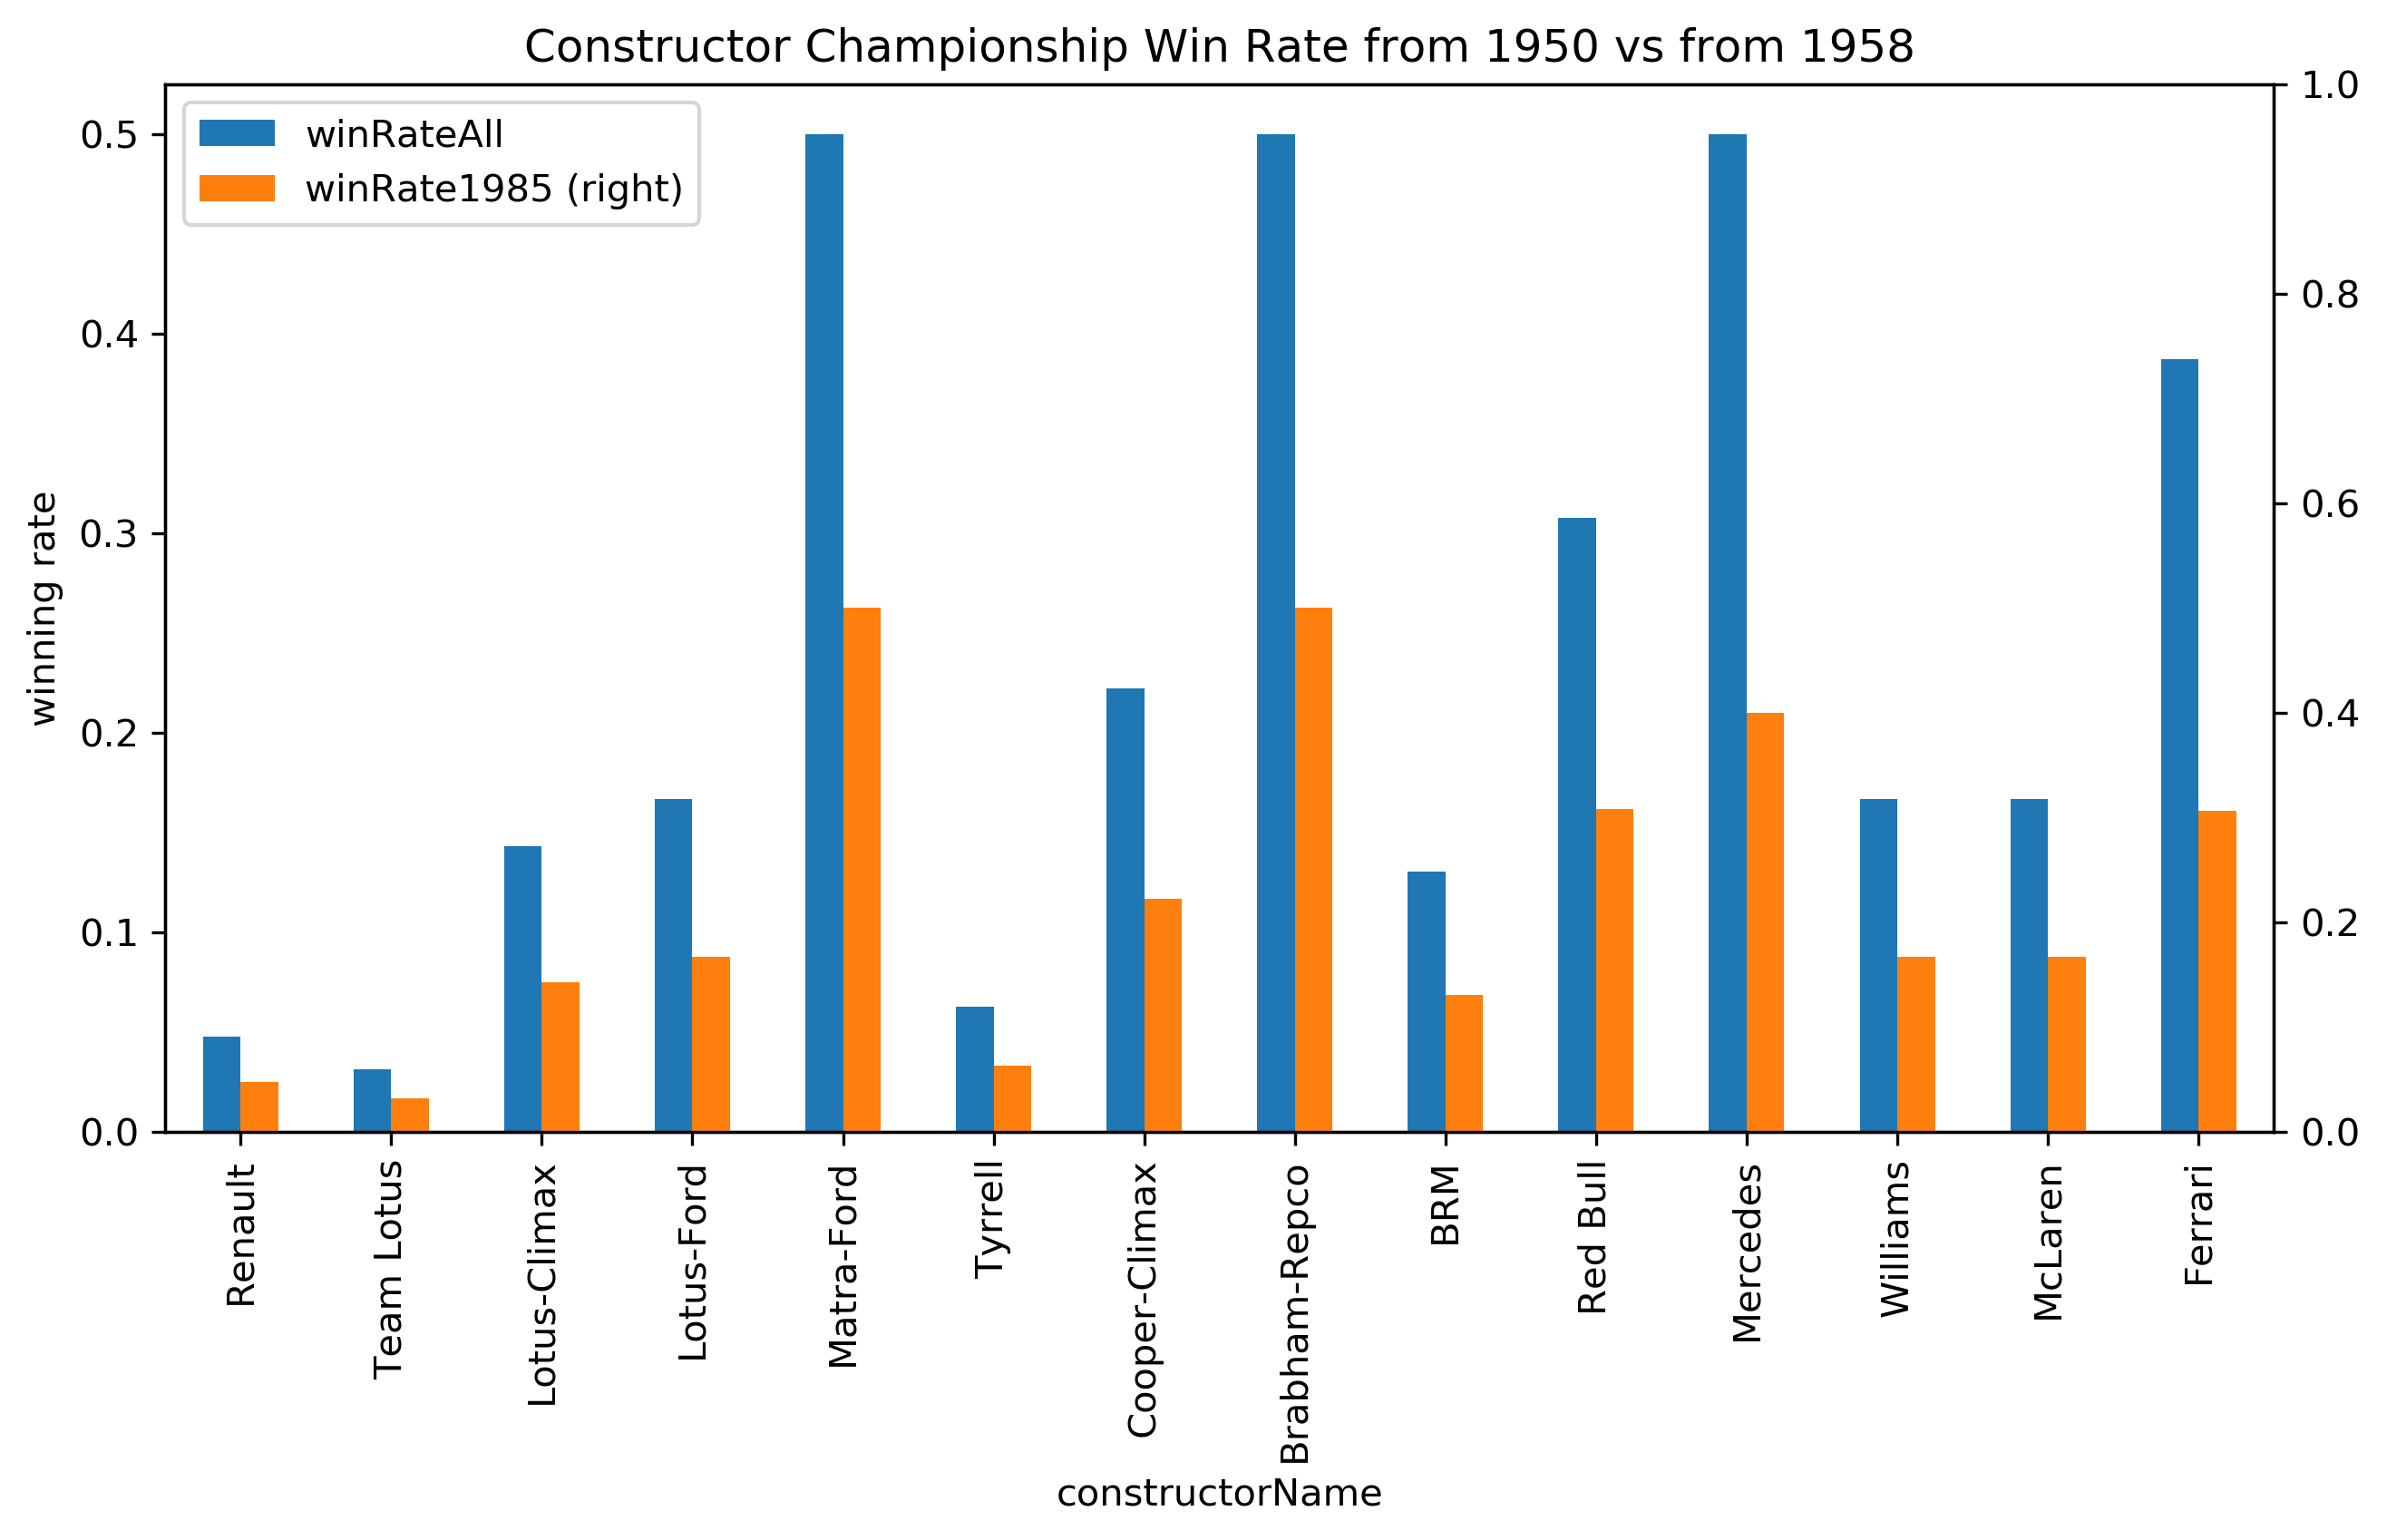 Constructor Championship Win Rate from 1950 vs from 1958
winRateAll
winRate1985 (right)
0.5
0.4
0.3
0.2
0.1
0.0
winning rate
1.0
0.8
0.6
0.4
0.2
0.0
Renault
Team Lotus
Lotus-Climax
Lotus-Ford
Matra-Ford
Tyrrell
Cooper-Climax
Brabham-Repco
BRM
Red Bull
Mercedes
Williams
McLaren
Ferrari
constructorName